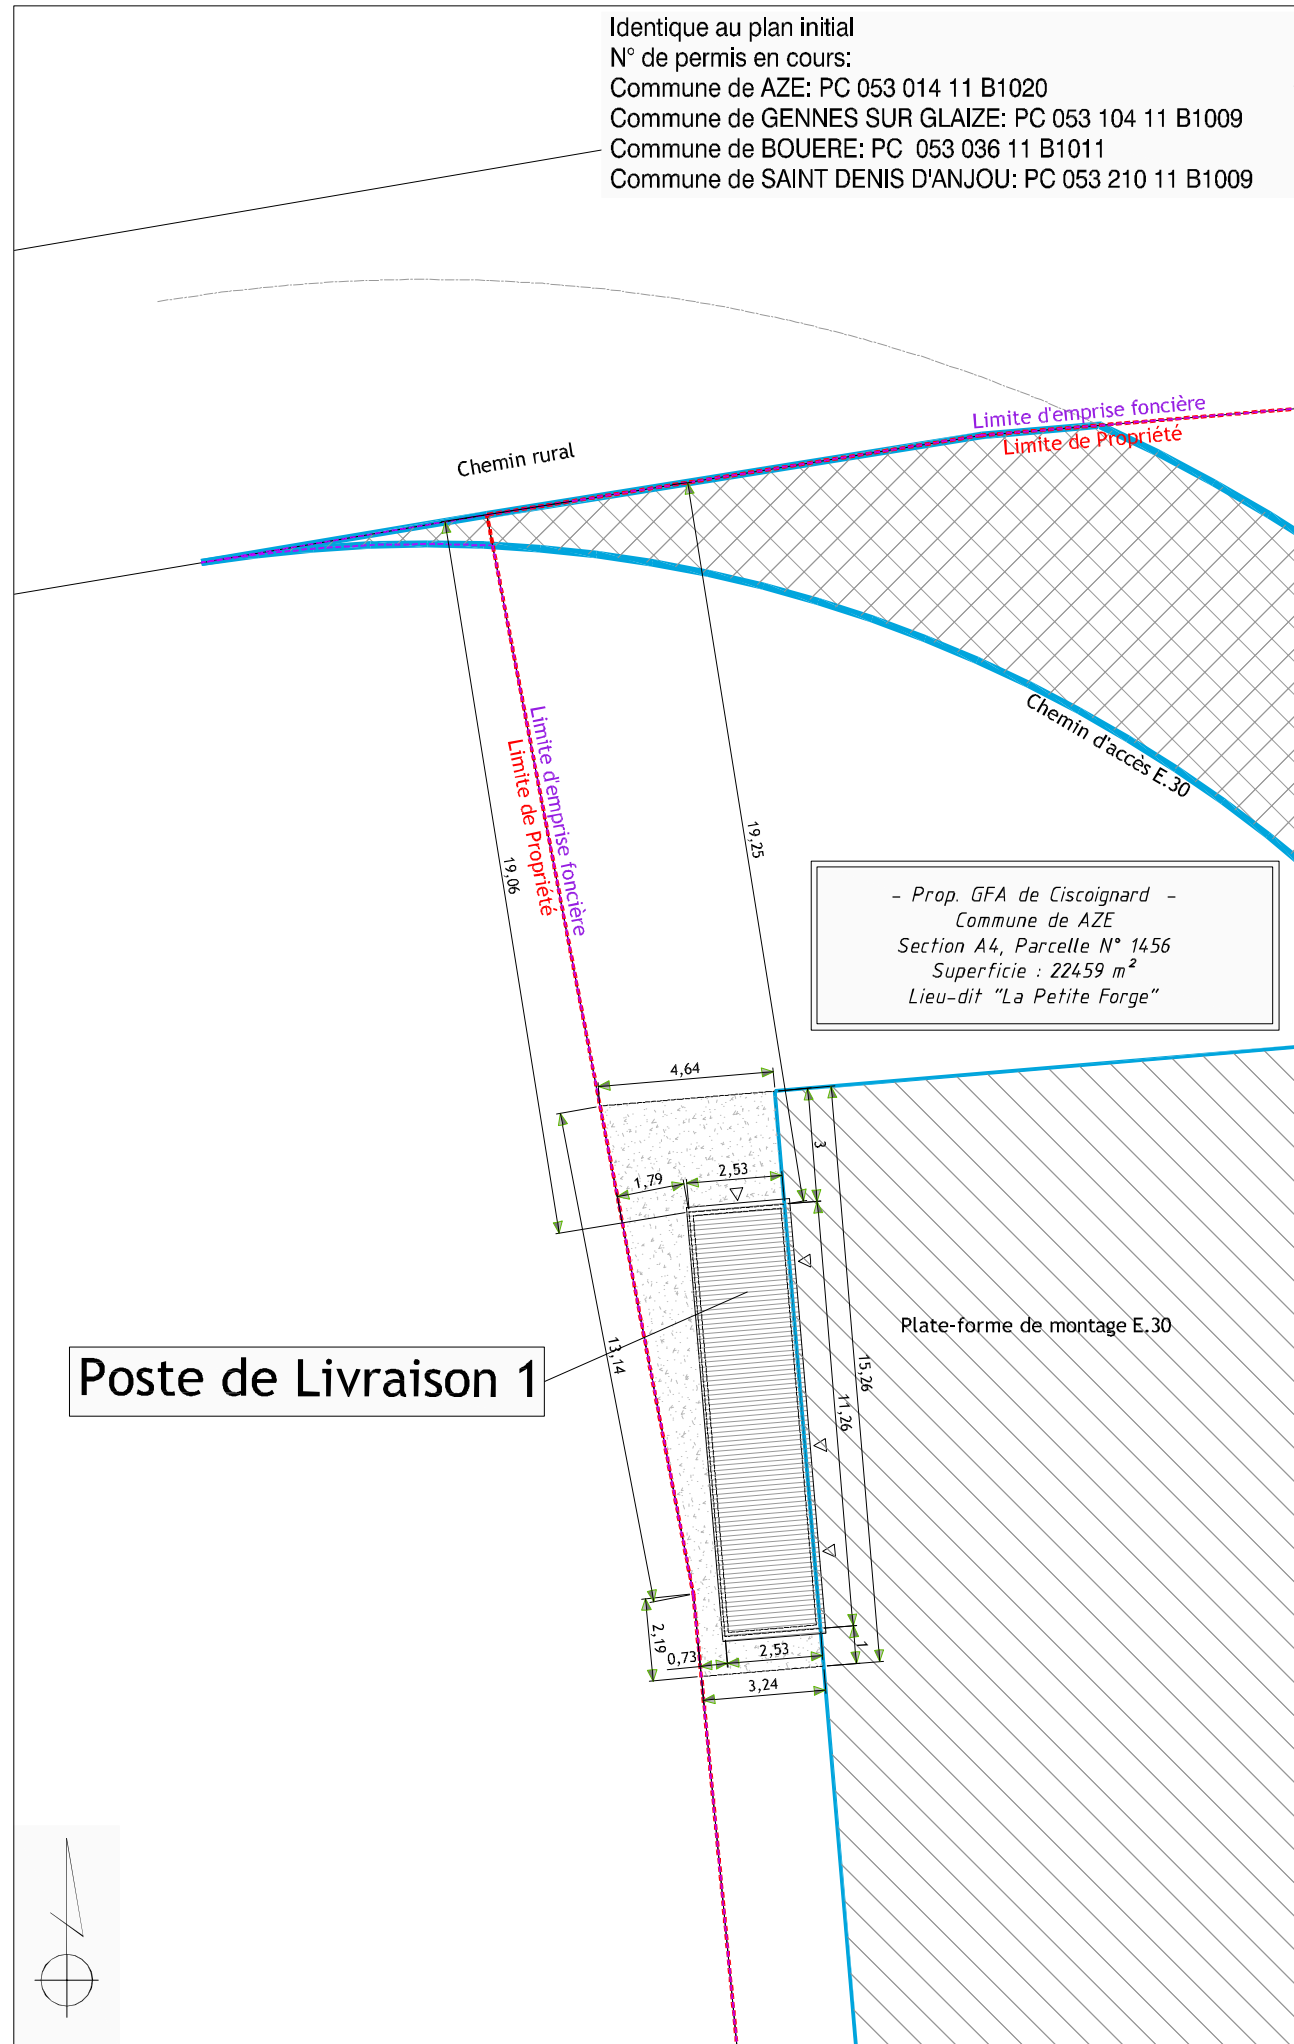 Identique au plan initial
N° de permis en cours:
Commune de AZE: PC 053 014 11 B1020
Commune de GENNES SUR GLAIZE: PC 053 104 11 B1009
Commune de BOUERE: PC  053 036 11 B1011
Commune de SAINT DENIS D'ANJOU: PC 053 210 11 B1009
Limite d'emprise foncière
Limite de Propriété
Chemin rural
Chemin d'accès E.30
Limite d'emprise foncière
Limite de Propriété
19,06
19,25
- Prop. GFA de Ciscoignard -
Commune de AZE
Section A4, Parcelle N° 1456
Superficie : 22459 m²
Lieu-dit "La Petite Forge"
4,64
3
1,79
2,53
Plate-forme de montage E.30
Poste de Livraison 1
13,14
15,26
11,26
2,19
0,73
2,53
1
3,24